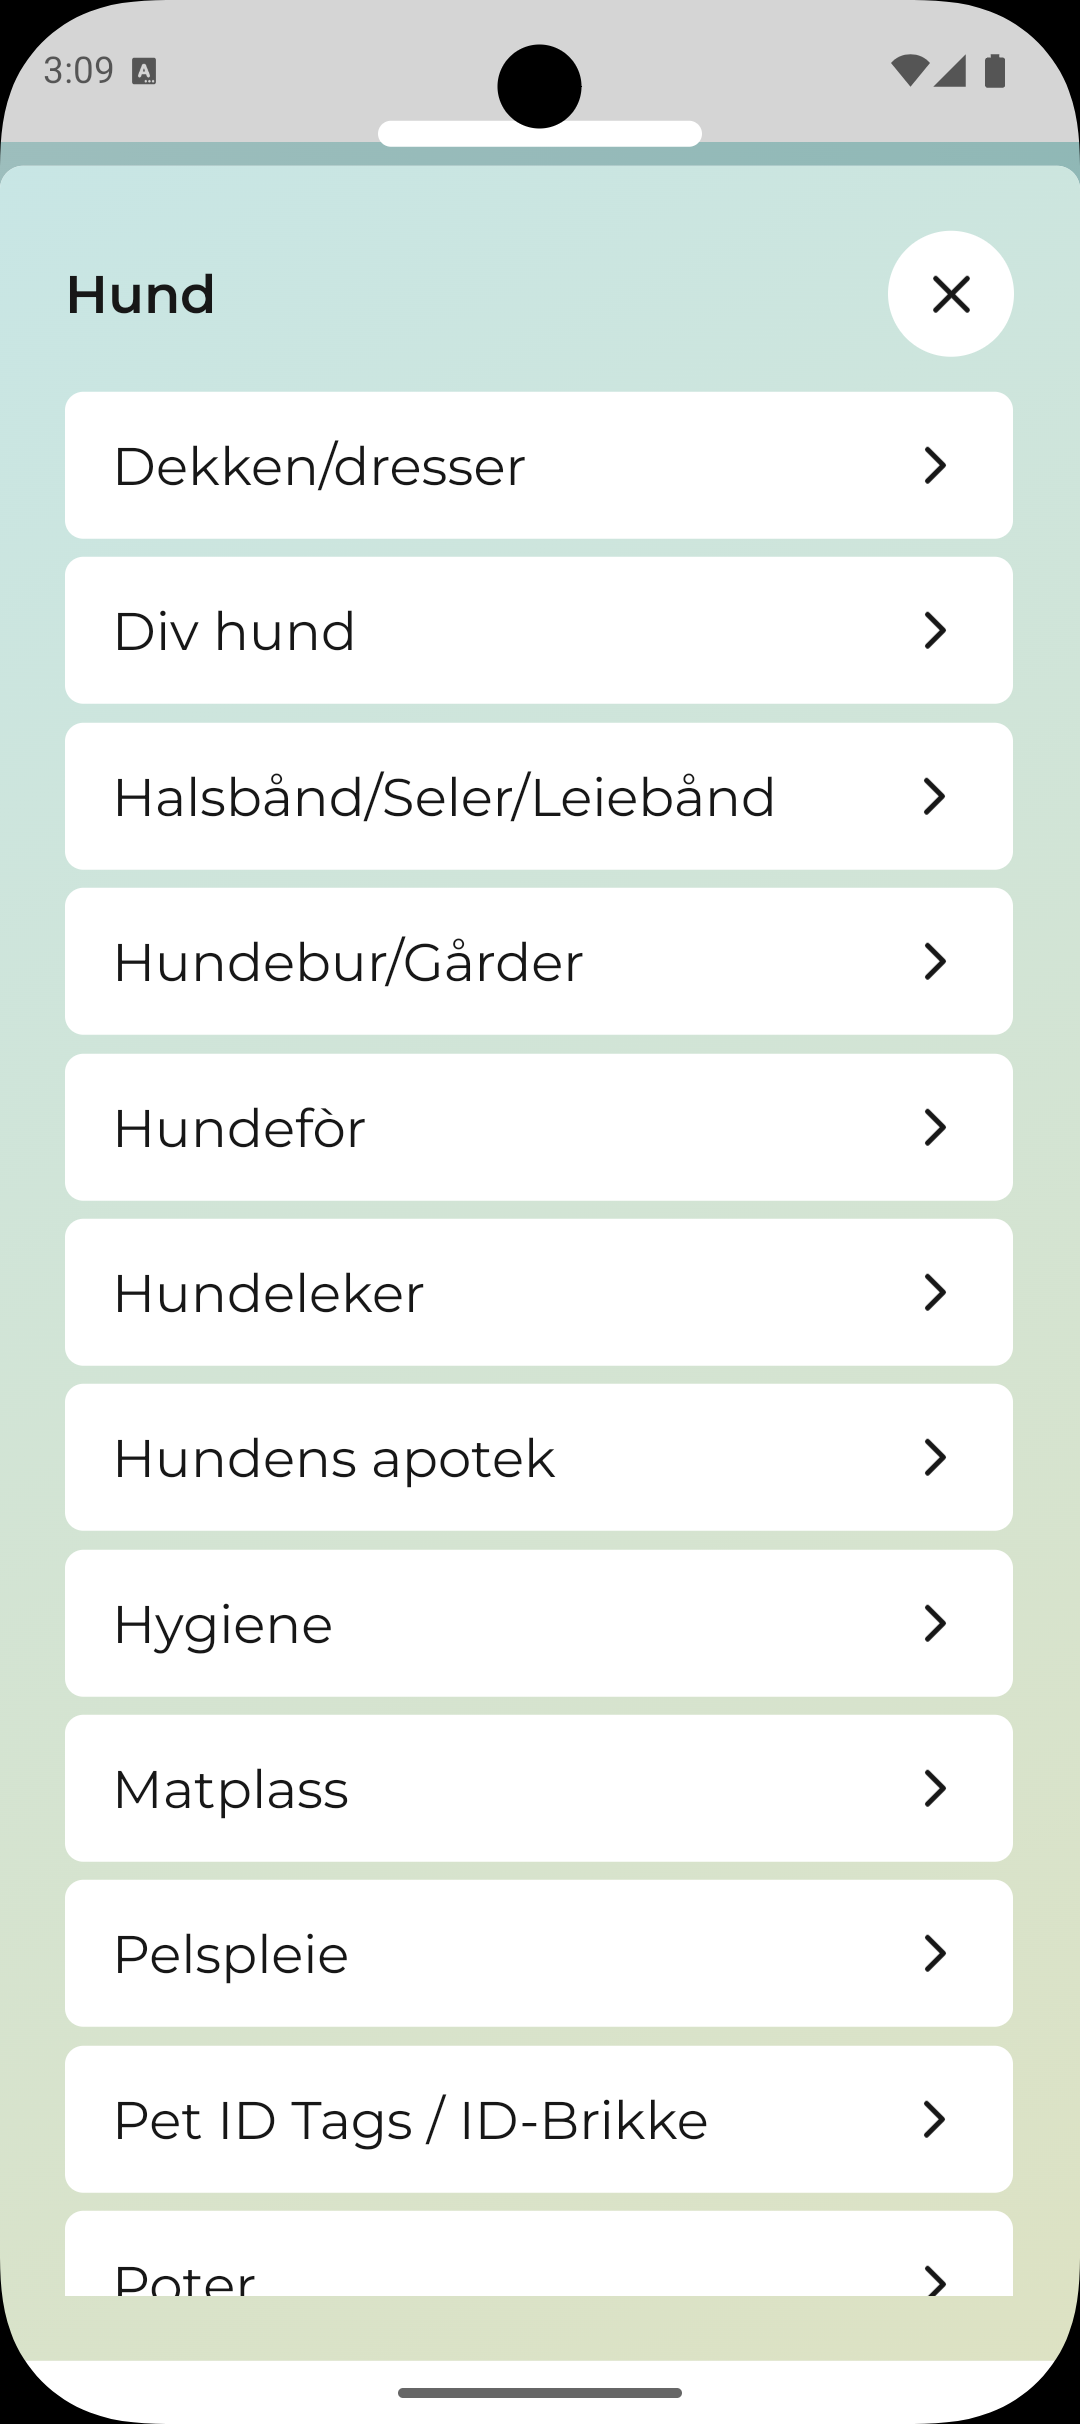 3:09
Hund
Dekken/dresser
Div hund
Halsbånd/Seler/Leiebånd
Hundebur/Gårder
Hundefòr
Hundeleker
Hundens apotek
Hygiene
Matplass
Pelspleie
Pet ID Tags / ID-Brikke
Poter